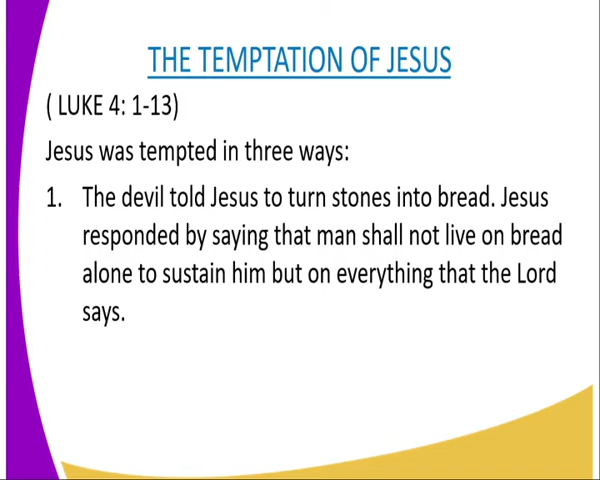 THE TEMPTATION OF JESUS
( LUKE 4: 1-13)
Jesus was tempted in three ways:
1. The devil told Jesus to turn stones into bread. Jesus
responded by saying that man shall not live on bread
alone to sustain him but on everything that the Lord
says.